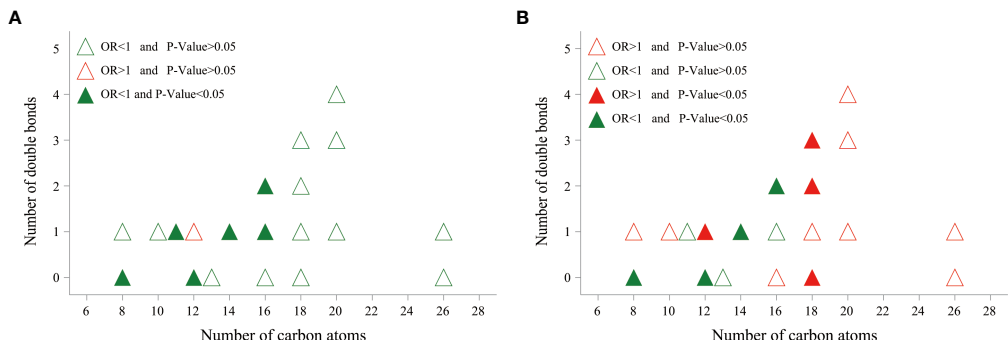 A
Number of double bonds
5
4
3
2
1
0
OR<1 and P-Value>0.05
OR>1 and P-Value>0.05
OR<1 and P-Value<0.05
6 8 10 12 14 16 18 20 22 24 26 28
Number of carbon atoms
B
Number of double bonds
5
4
3
2
1
0
OR>1 and P-Value>0.05
OR<1 and P-Value>0.05
OR>1 and P-Value<0.05
OR<1 and P-Value<0.05
6 8 10 12 14 16 18 20 22 24 26 28
Number of carbon atoms